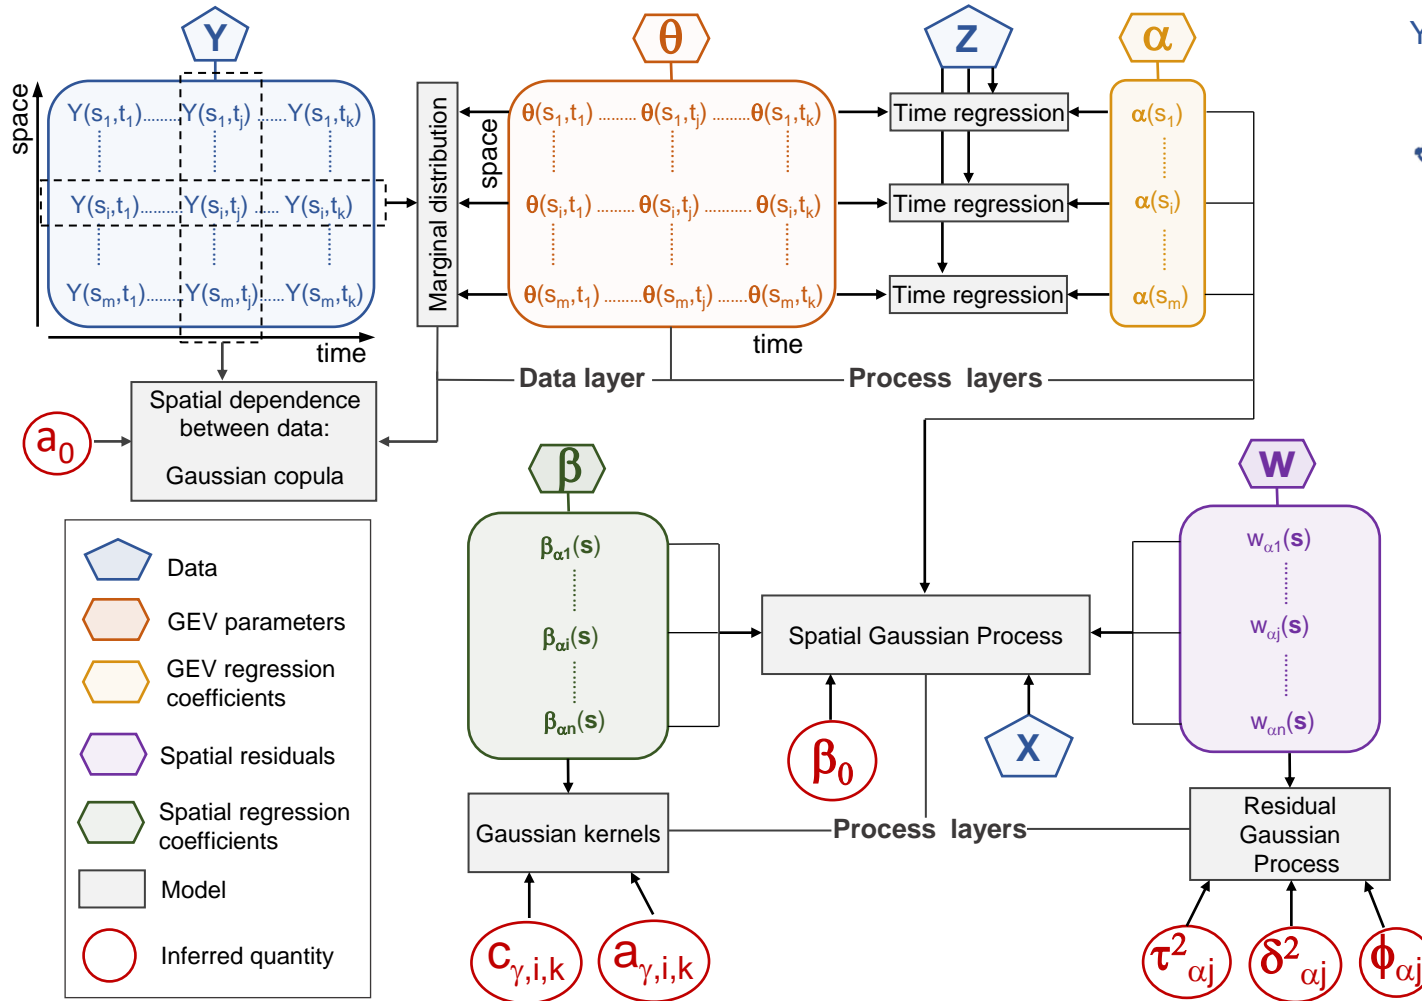 Y
θ
Z
α
Y
space
Y(s1,t1).........Y(s1,tj) ......Y(s1,tk)
Y(si,t1).........Y(si,tj) ..... Y(si,tk)
Y(sm,t1).........Y(sm,tj) ......Y(sm,tk)
time
Marginal distribution
space
θ(s1,t1) .........θ(s1,tj) ......θ(s1,tk)
θ(si,t1) .........θ(si,tj) .........θ(si,tk)
θ(sm,t1) .........θ(sm,tj) ......θ(sm,tk)
time
Time regression
Time regression
Time regression
α(s1)
α(si)
α(sm)
Data layer
Process layers
a0
Spatial dependence
between data:
Gaussian copula
β
w
βα1(s)
βαi(s)
βαn(s)
Spatial Gaussian Process
wα1(s)
wαj(s)
wαn(s)
β0
X
Gaussian kernels
Process layers
Residual
Gaussian
Process
cγ,i,k
aγ,i,k
τ²αj
δ²αj
ϕαj
Data
GEV parameters
GEV regression
coefficients
Spatial residuals
Spatial regression
coefficients
Model
Inferred quantity